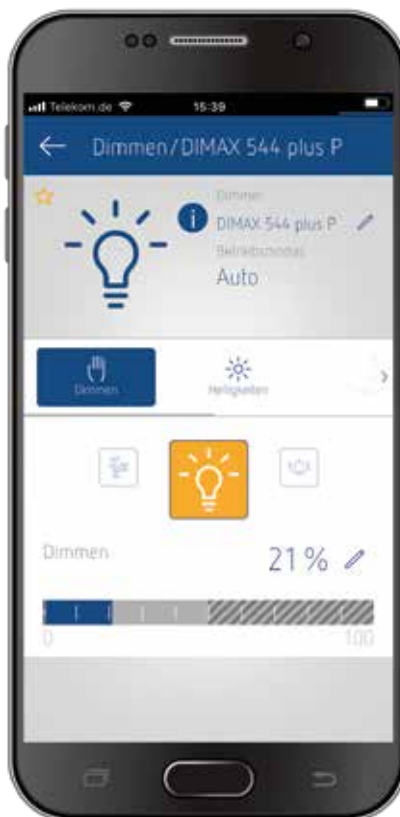 Telekom.de
15:39
Dimmen/DIMAX 544 plus P
Dimmer
DIMAX 544 plus P
Betriebsmodus
Auto
Dimmen
Helligkeiten
Dimmen
21%
0
100